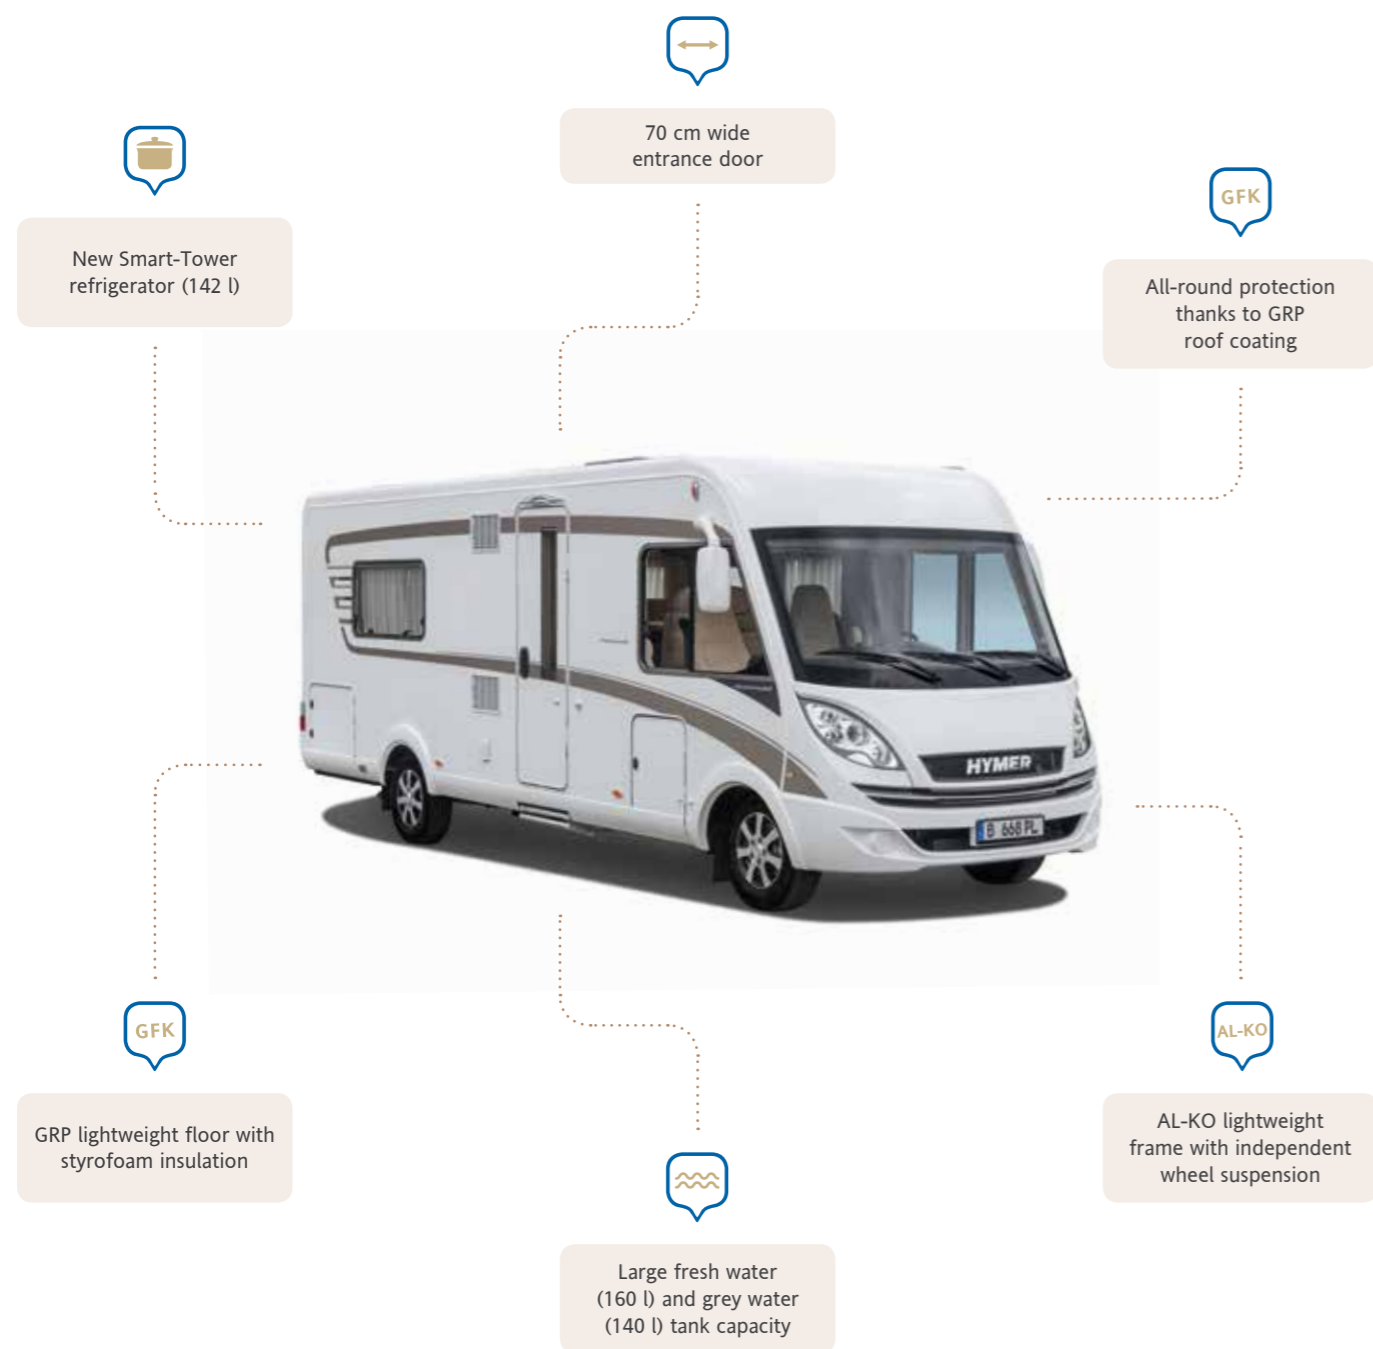 70 cm wide
entrance door
New Smart-Tower
refrigerator (142 l)
GFK
All-round protection
thanks to GRP
roof coating
HYMER
B 668 PL
GFK
GRP lightweight floor with
styrofoam insulation
AL-KO
AL-KO lightweight
frame with independent
wheel suspension
Large fresh water
(160 l) and grey water
(140 l) tank capacity